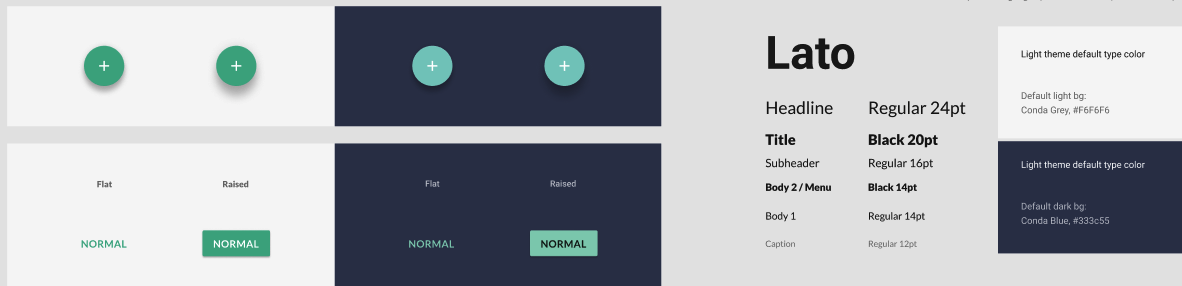 +
+
+
+
Flat
Raised
Flat
Raised
NORMAL
NORMAL
NORMAL
NORMAL
Lato
Headline Regular 24pt
Title Black 20pt
Subheader Regular 16pt
Body 2 / Menu Black 14pt
Body 1 Regular 14pt
Caption Regular 12pt
Light theme default type color
Default light bg:
Conda Grey, #F6F6F6
Light theme default type color
Default dark bg:
Conda Blue, #333c55